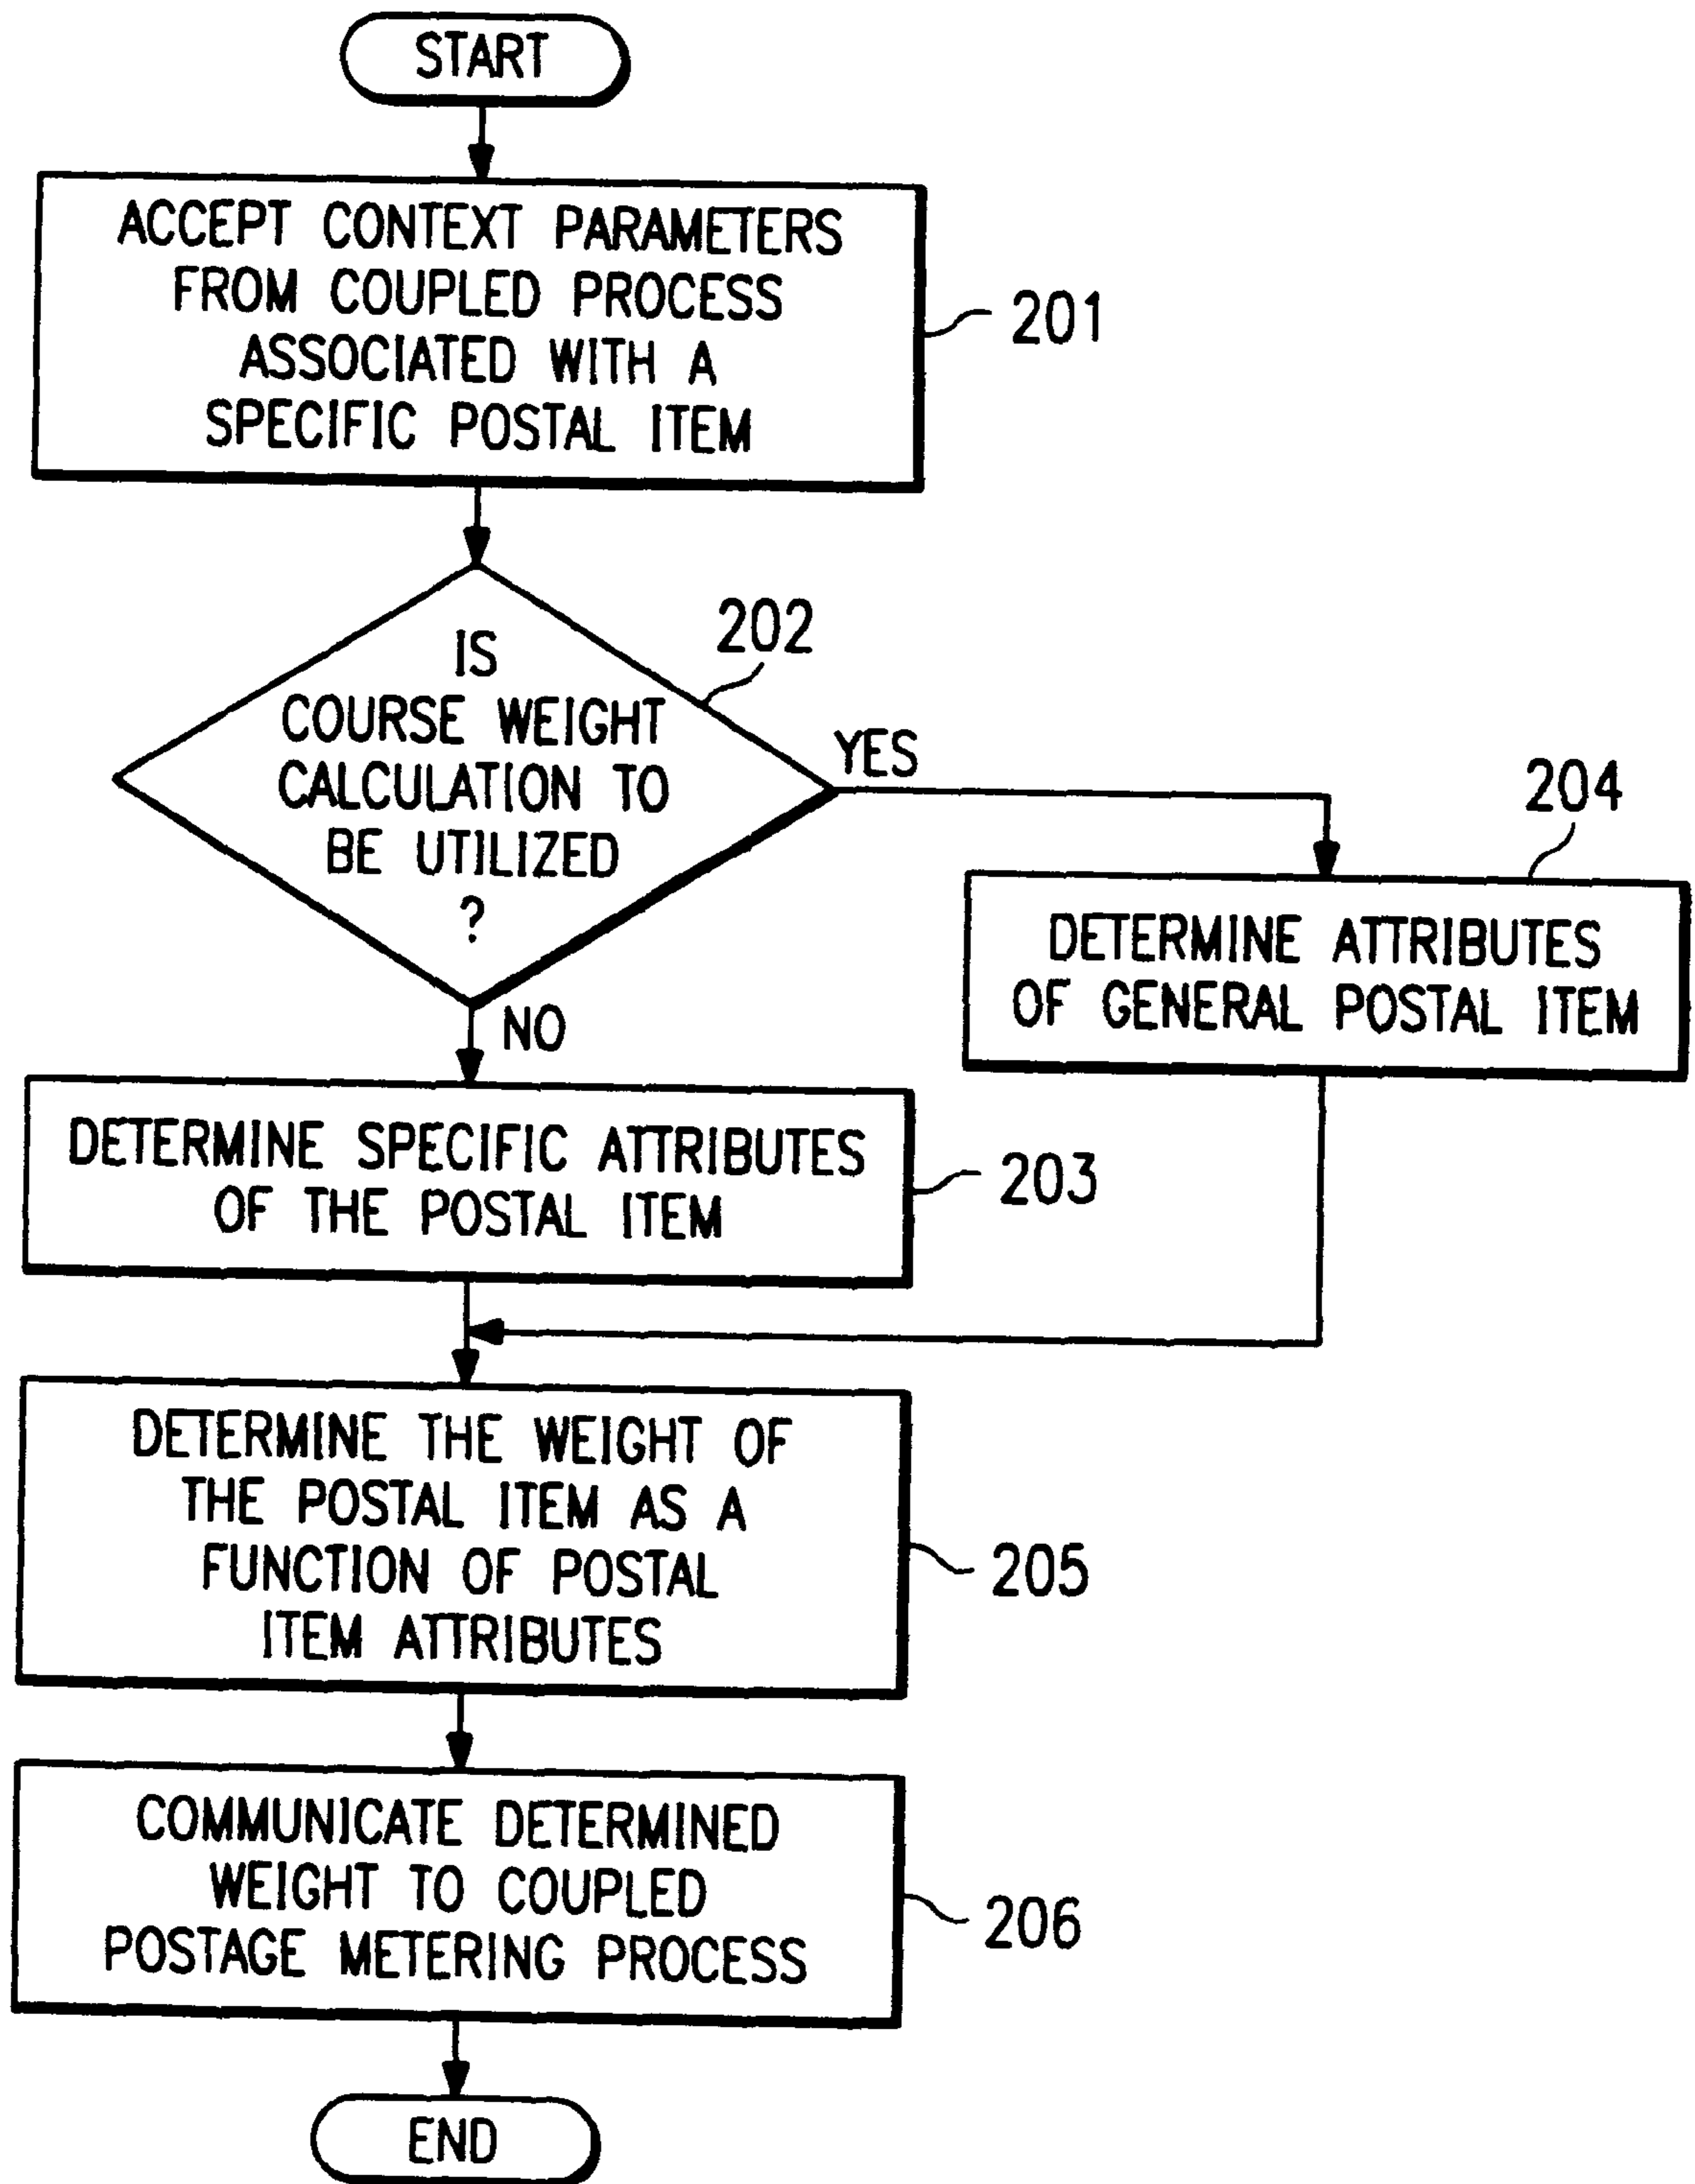 START
ACCEPT CONTEXT PARAMETERS
FROM COUPLED PROCESS
ASSOCIATED WITH A
SPECIFIC POSTAL ITEM
201
IS
COURSE WEIGHT
CALCULATION TO
BE UTILIZED
?
202
YES
204
DETERMINE ATTRIBUTES
OF GENERAL POSTAL ITEM
NO
DETERMINE SPECIFIC ATTRIBUTES
OF THE POSTAL ITEM
203
DETERMINE THE WEIGHT OF
THE POSTAL ITEM AS A
FUNCTION OF POSTAL
ITEM ATTRIBUTES
205
COMMUNICATE DETERMINED
WEIGHT TO COUPLED
POSTAGE METERING PROCESS
206
END